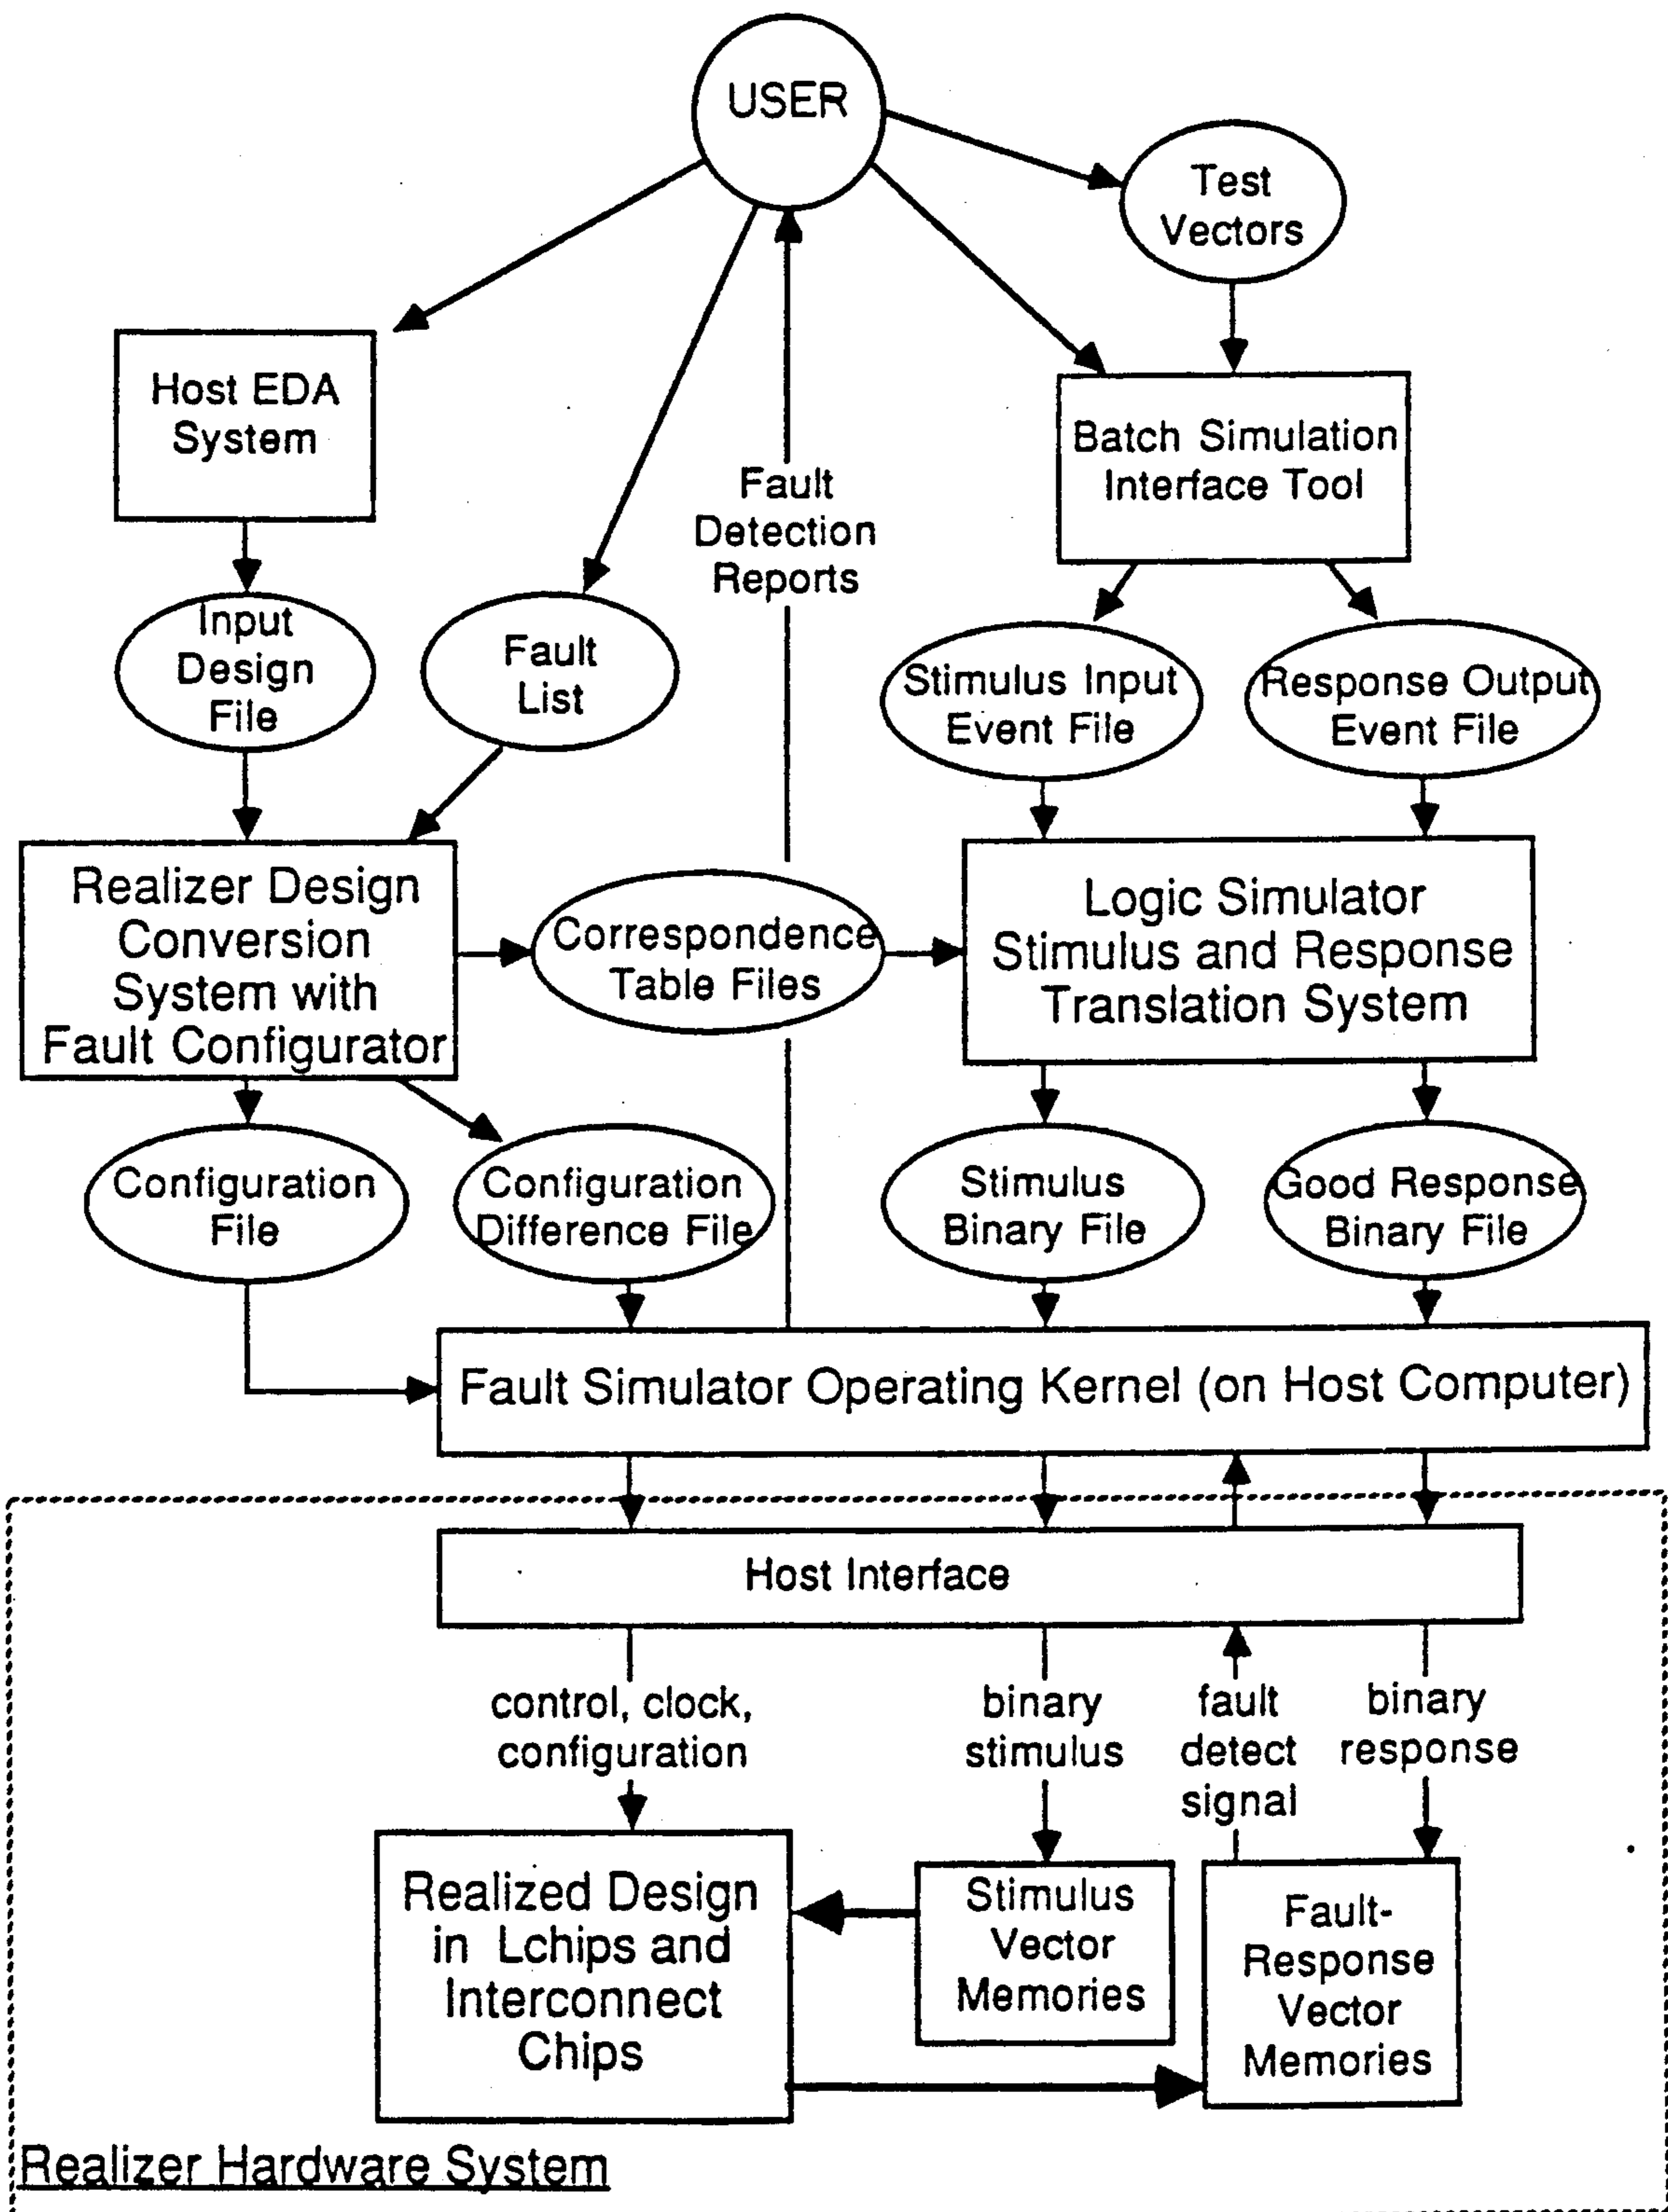 USER
Test
Vectors
Host EDA
System
Batch Simulation
Interface Tool
Fault
Detection
Reports
Input
Design
File
Fault
List
Stimulus Input
Event File
Response Output
Event File
Realizer Design
Conversion
System with
Fault Configurator
Correspondence
Table Files
Logic Simulator
Stimulus and Response
Translation System
Configuration
File
Configuration
Difference File
Stimulus
Binary File
Good Response
Binary File
Fault Simulator Operating Kernel (on Host Computer)
Host Interface
control, clock,
configuration
binary
stimulus
fault
detect
signal
binary
response
Realized Design
in Lchips and
Interconnect
Chips
Stimulus
Vector
Memories
Fault-
Response
Vector
Memories
Realizer Hardware System